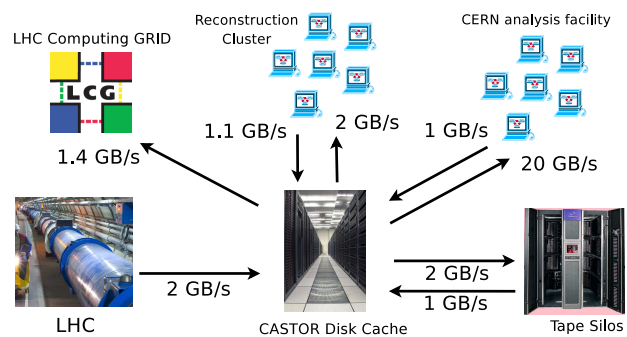 Reconstruction
Cluster
CERN analysis facility
LHC Computing GRID
LCG
1.1 GB/s
2 GB/s
1 GB/s
1.4 GB/s
20 GB/s
2 GB/s
2 GB/s
1 GB/s
LHC
CASTOR Disk Cache
Tape Silos